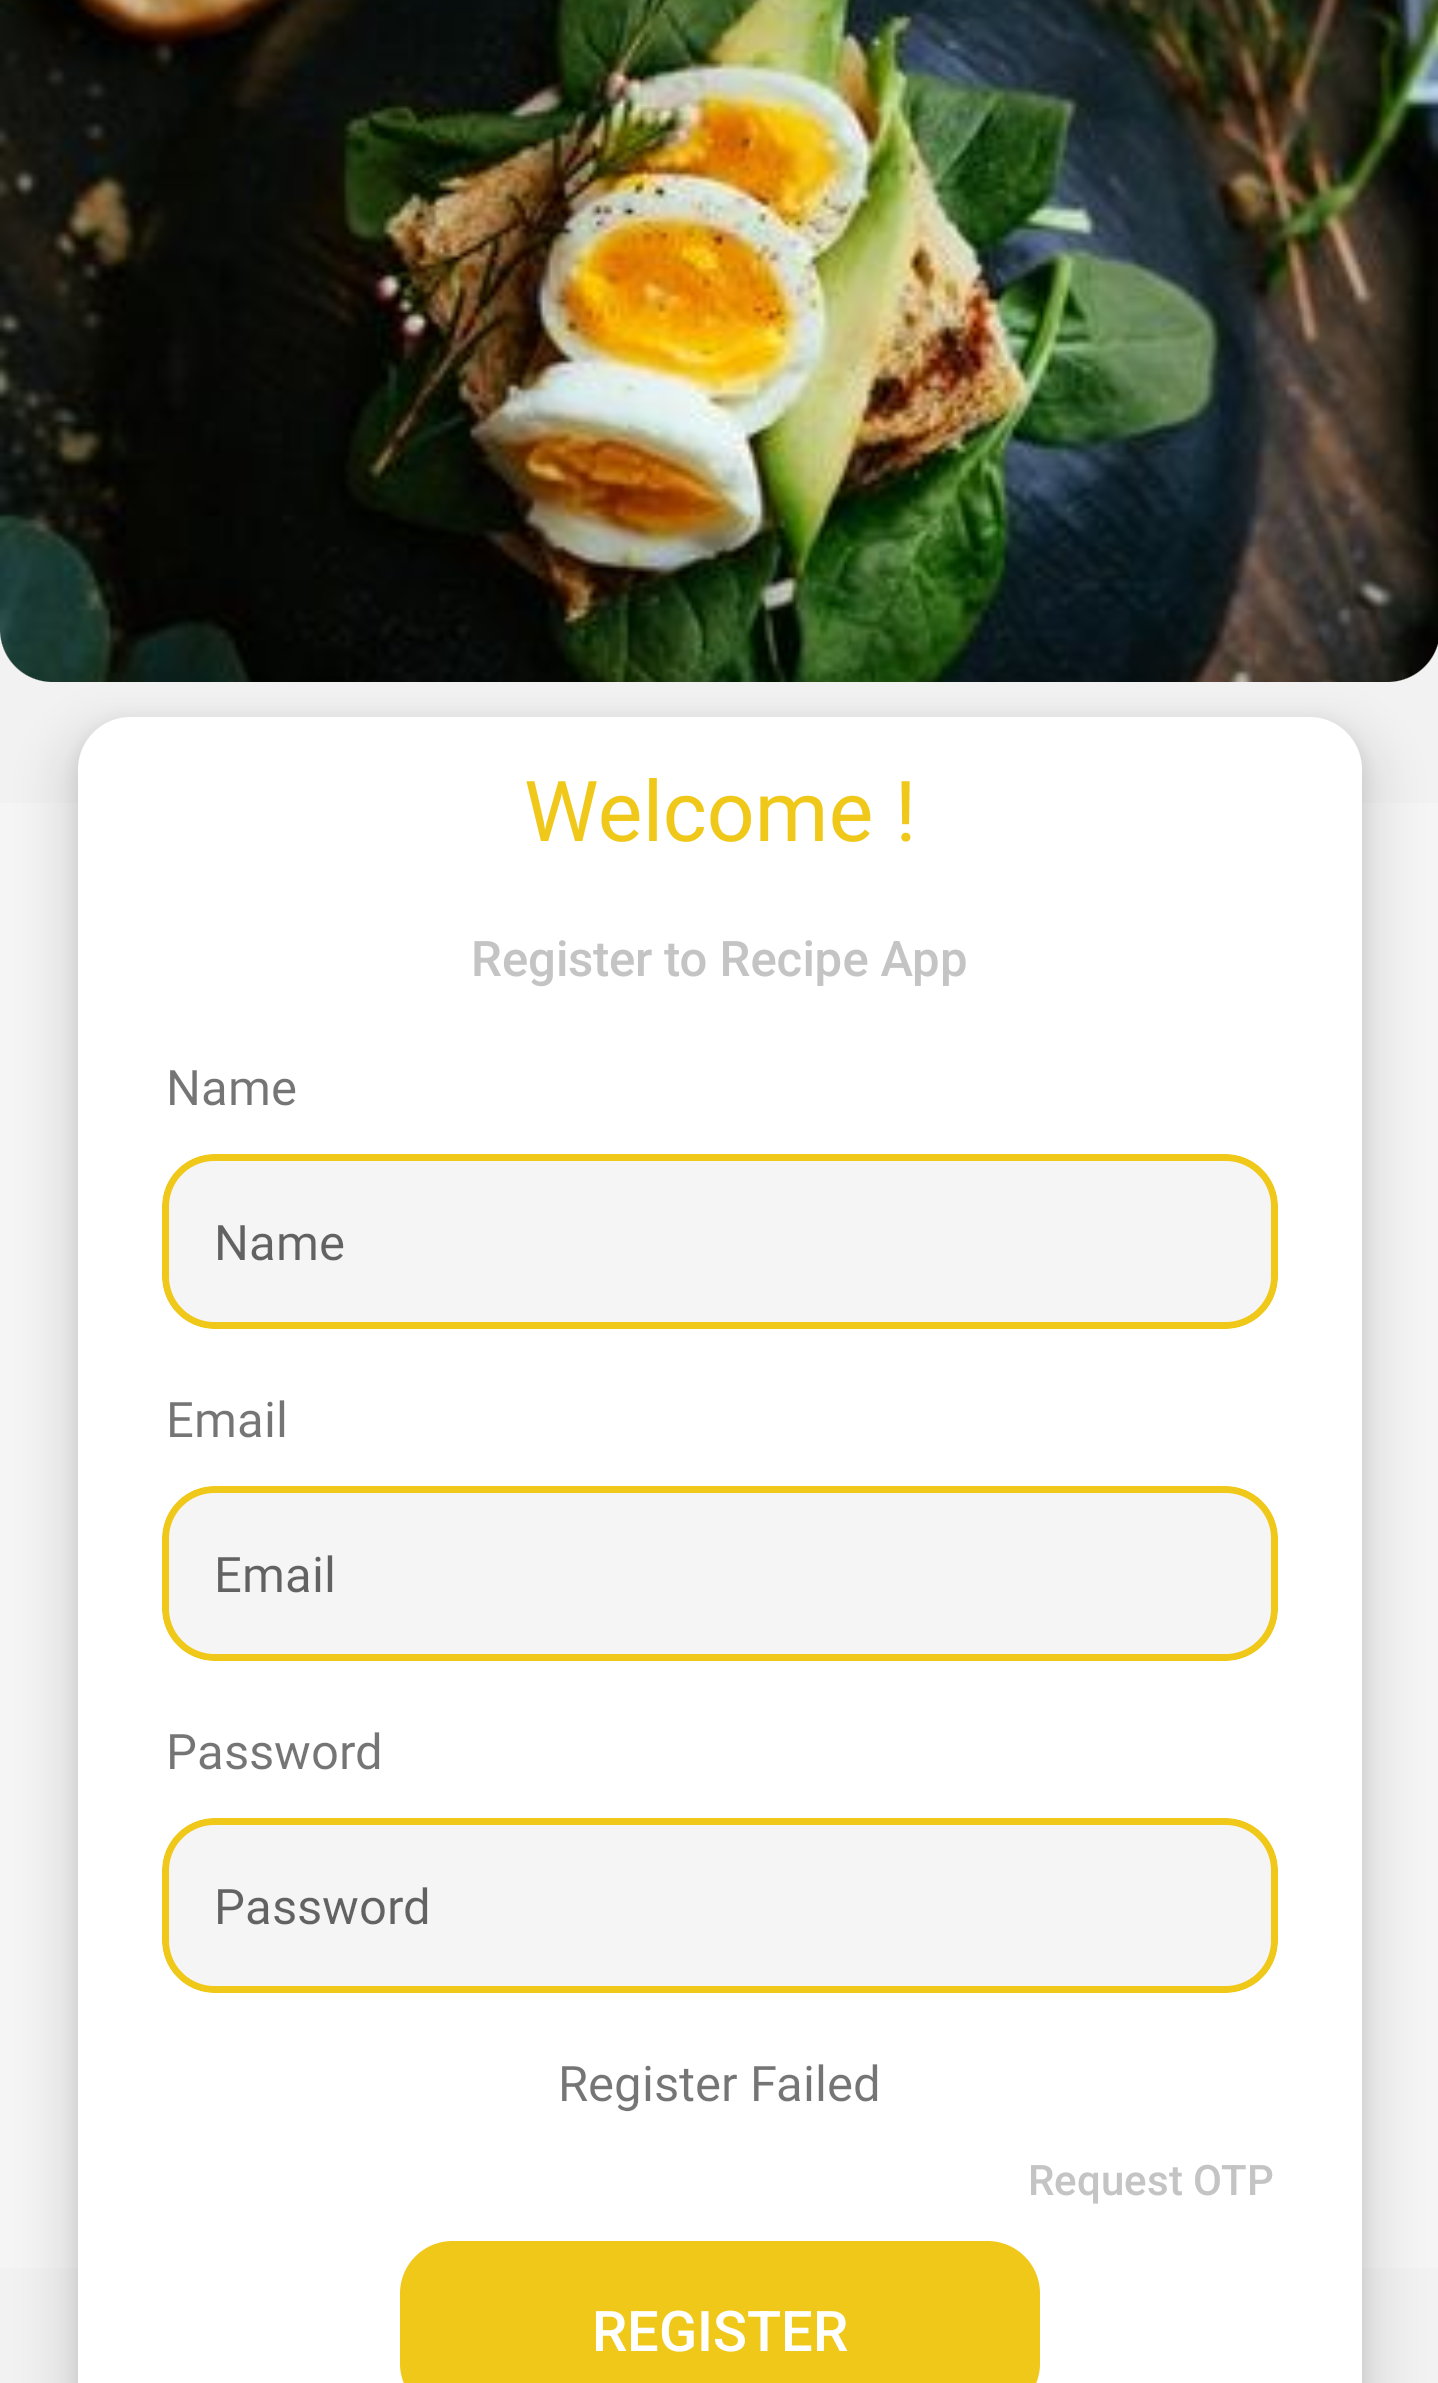 Welcome !
Register to Recipe App
Name
Name
Email
Email
Password
Password
Register Failed
Request OTP
REGISTER